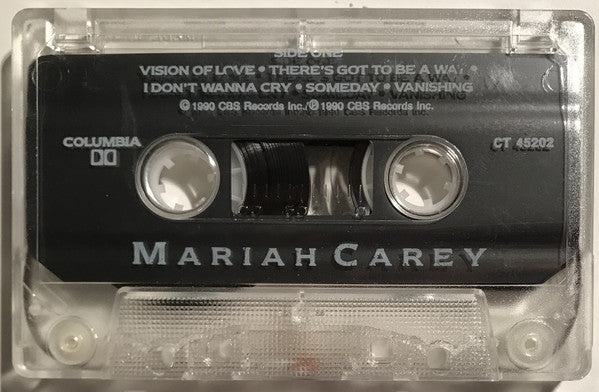 SIDE ONE
VISION OF LOVE • THERE'S GOT TO BE A WAY •
I DON'T WANNA CRY • SOMEDAY • VANISHING
© 1990 CBS Records Inc./℗ 1990 CBS Records Inc.
COLUMBIA
CT 45202
MARIAH CAREY